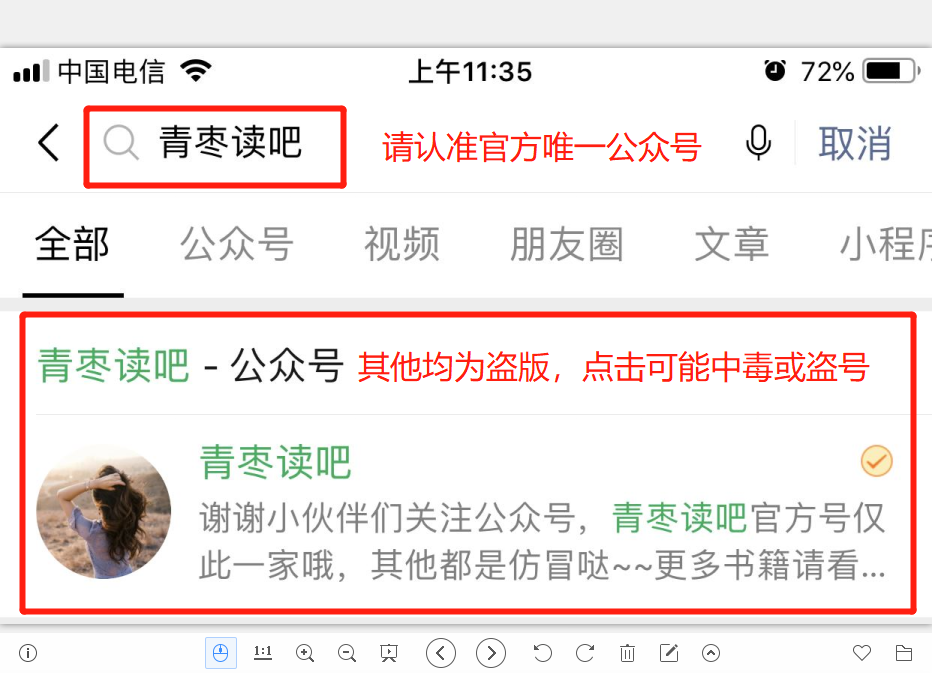 中国电信 上午11:35 72%
青枣读吧 请认准官方唯一公众号 取消
全部 公众号 视频 朋友圈 文章 小程序
青枣读吧 - 公众号 其他均为盗版，点击可能中毒或盗号
青枣读吧
谢谢小伙伴们关注公众号，青枣读吧官方号仅
此一家哦，其他都是仿冒哒~~更多书籍请看...
1:1